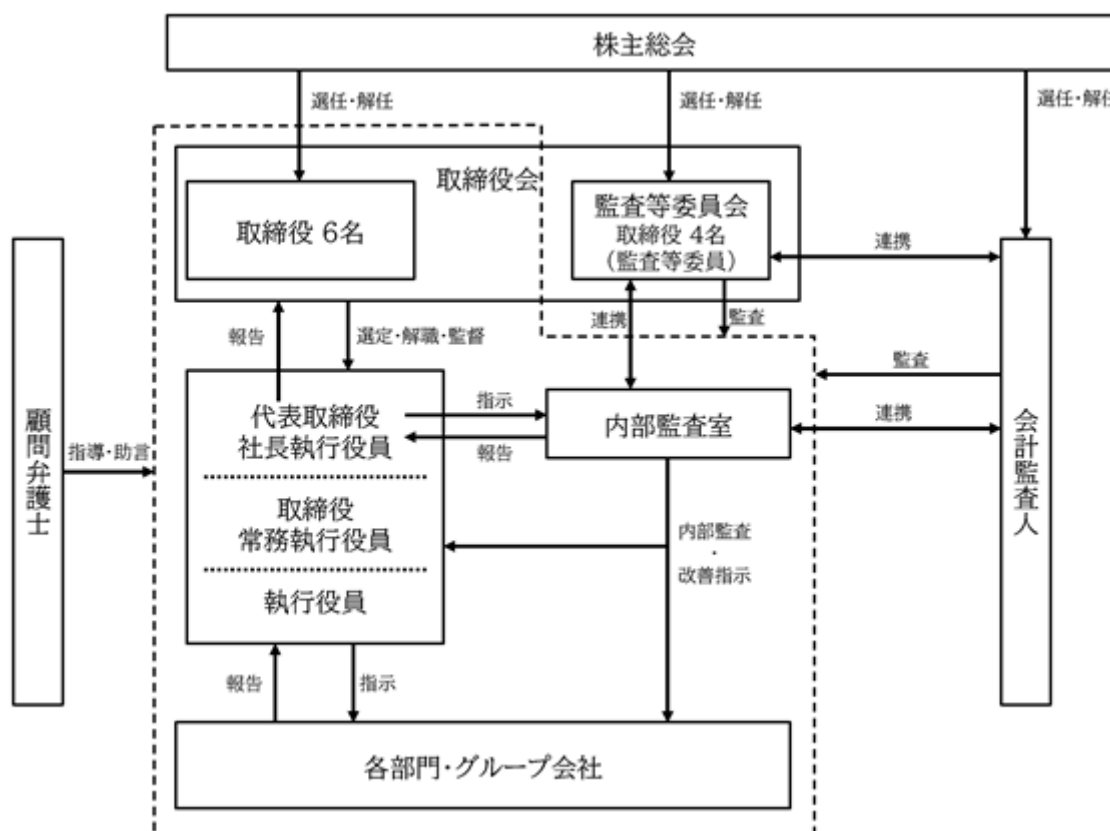 株主総会
選任・解任
選任・解任
選任・解任
取締役会
取締役 6名
監査等委員会
取締役 4名
（監査等委員）
連携
報告
選定・解職・監督
連携
監査
監査
代表取締役
社長執行役員
指示
報告
内部監査室
連携
顧問弁護士
指導・助言
会計監査人
取締役
常務執行役員
内部監査
・
改善指示
執行役員
報告
指示
各部門・グループ会社